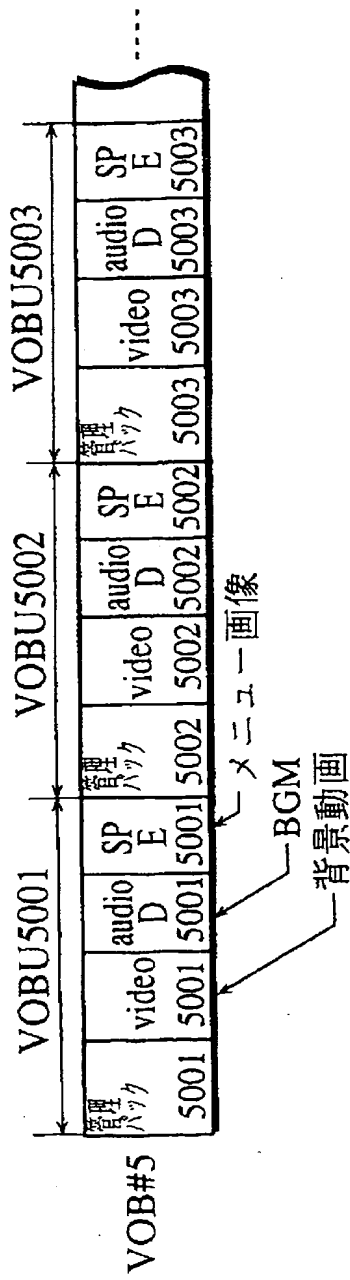 VOBU5001 VOBU5002 VOBU5003
VOB#5
管理パック 5001
video 5001
audio D 5001
SP E 5001
管理パック 5002
video 5002
audio D 5002
SP E 5002
管理パック 5003
video 5003
audio D 5003
SP E 5003
メニュー画像
BGM
背景動画